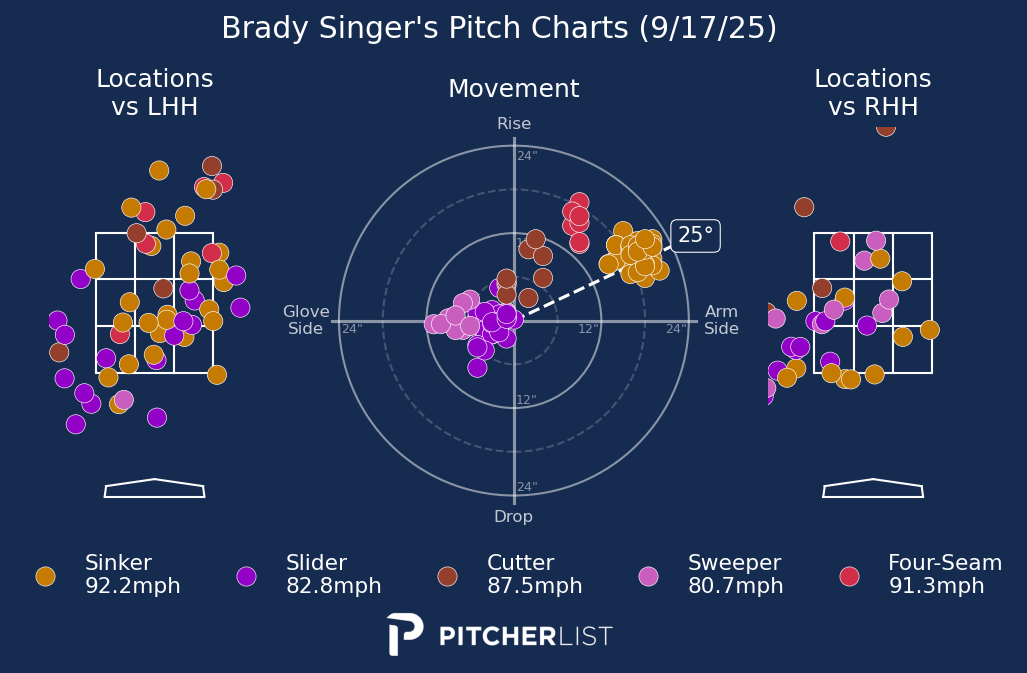 Brady Singer's Pitch Charts (9/17/25)
Locations
vs LHH
Movement
Locations
vs RHH
Rise
24"
25°
Glove
Side
24"
12"
24"
Arm
Side
12"
24"
Drop
Sinker
92.2mph
Slider
82.8mph
Cutter
87.5mph
Sweeper
80.7mph
Four-Seam
91.3mph
PITCHERLIST